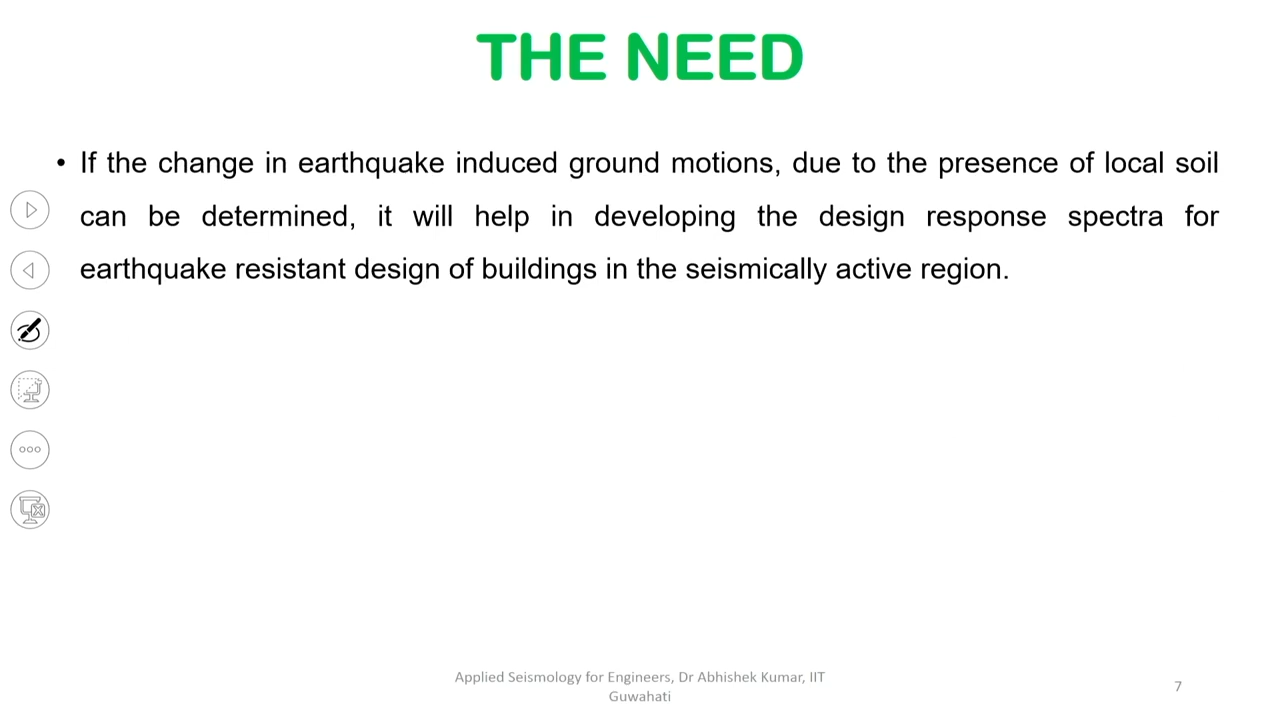 THE NEED
• If the change in earthquake induced ground motions, due to the presence of local soil
can be determined, it will help in developing the design response spectra for
earthquake resistant design of buildings in the seismically active region.
Applied Seismology for Engineers, Dr Abhishek Kumar, IIT
Guwahati
7